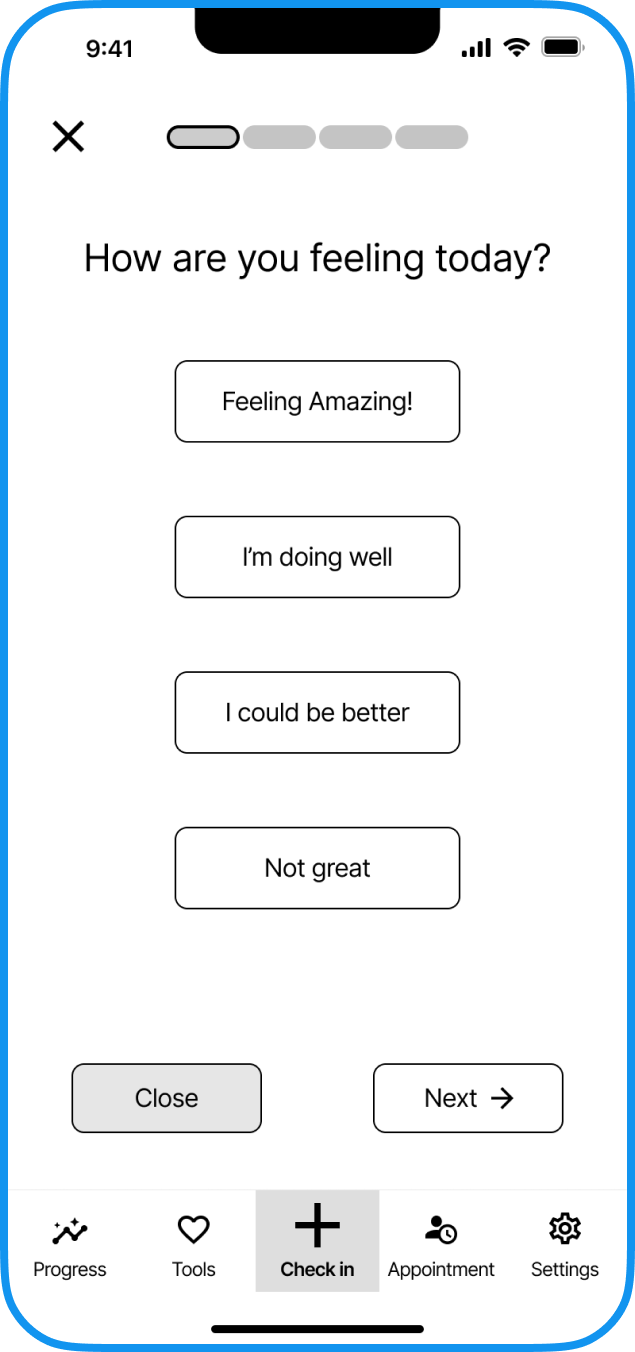 9:41
How are you feeling today?
Feeling Amazing!
I’m doing well
I could be better
Not great
Close
Next
Progress
Tools
Check in
Appointment
Settings